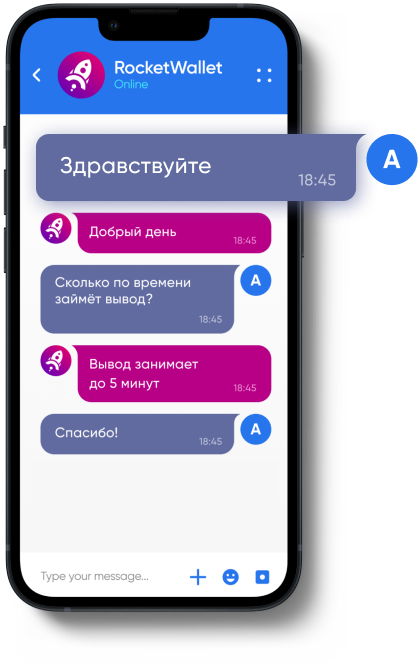 RocketWallet
Online
Здравствуйте
18:45
A
Добрый день
18:45
Сколько по времени
займёт вывод?
18:45
A
Вывод занимает
до 5 минут
18:45
Спасибо!
18:45
A
Type your message...